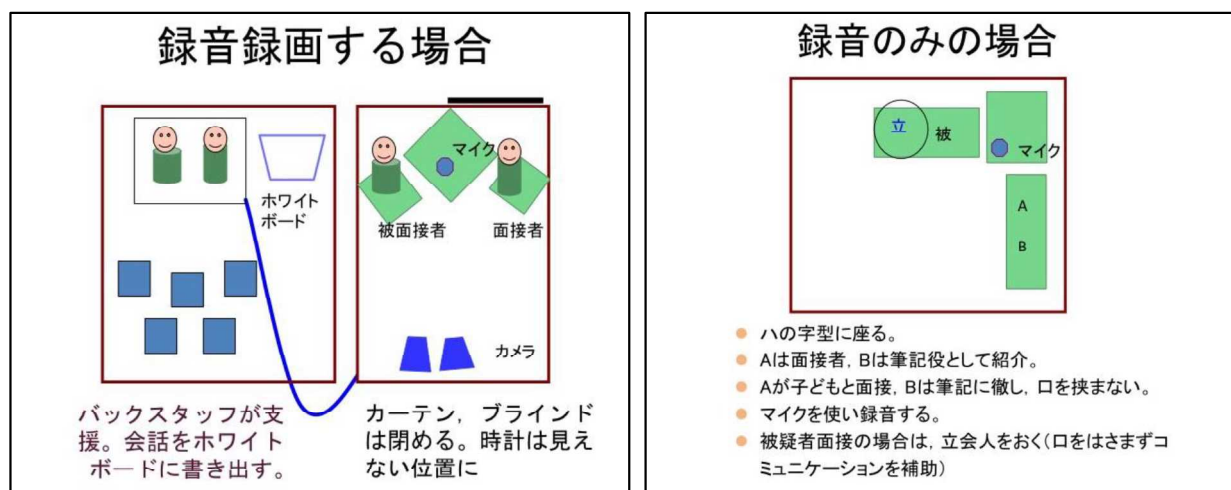 録音録画する場合
マイク
ホワイト
ボード
被面接者
面接者
カメラ
バックスタッフが支
援。会話をホワイト
ボードに書き出す。
カーテン，ブラインド
は閉める。時計は見え
ない位置に
録音のみの場合
立
被
マイク
A
B
ハの字型に座る。
Aは面接者，Bは筆記役として紹介。
Aが子どもと面接，Bは筆記に徹し，口を挟まない。
マイクを使い録音する。
被疑者面接の場合は，立会人をおく（口をはさまずコ
ミュニケーションを補助）